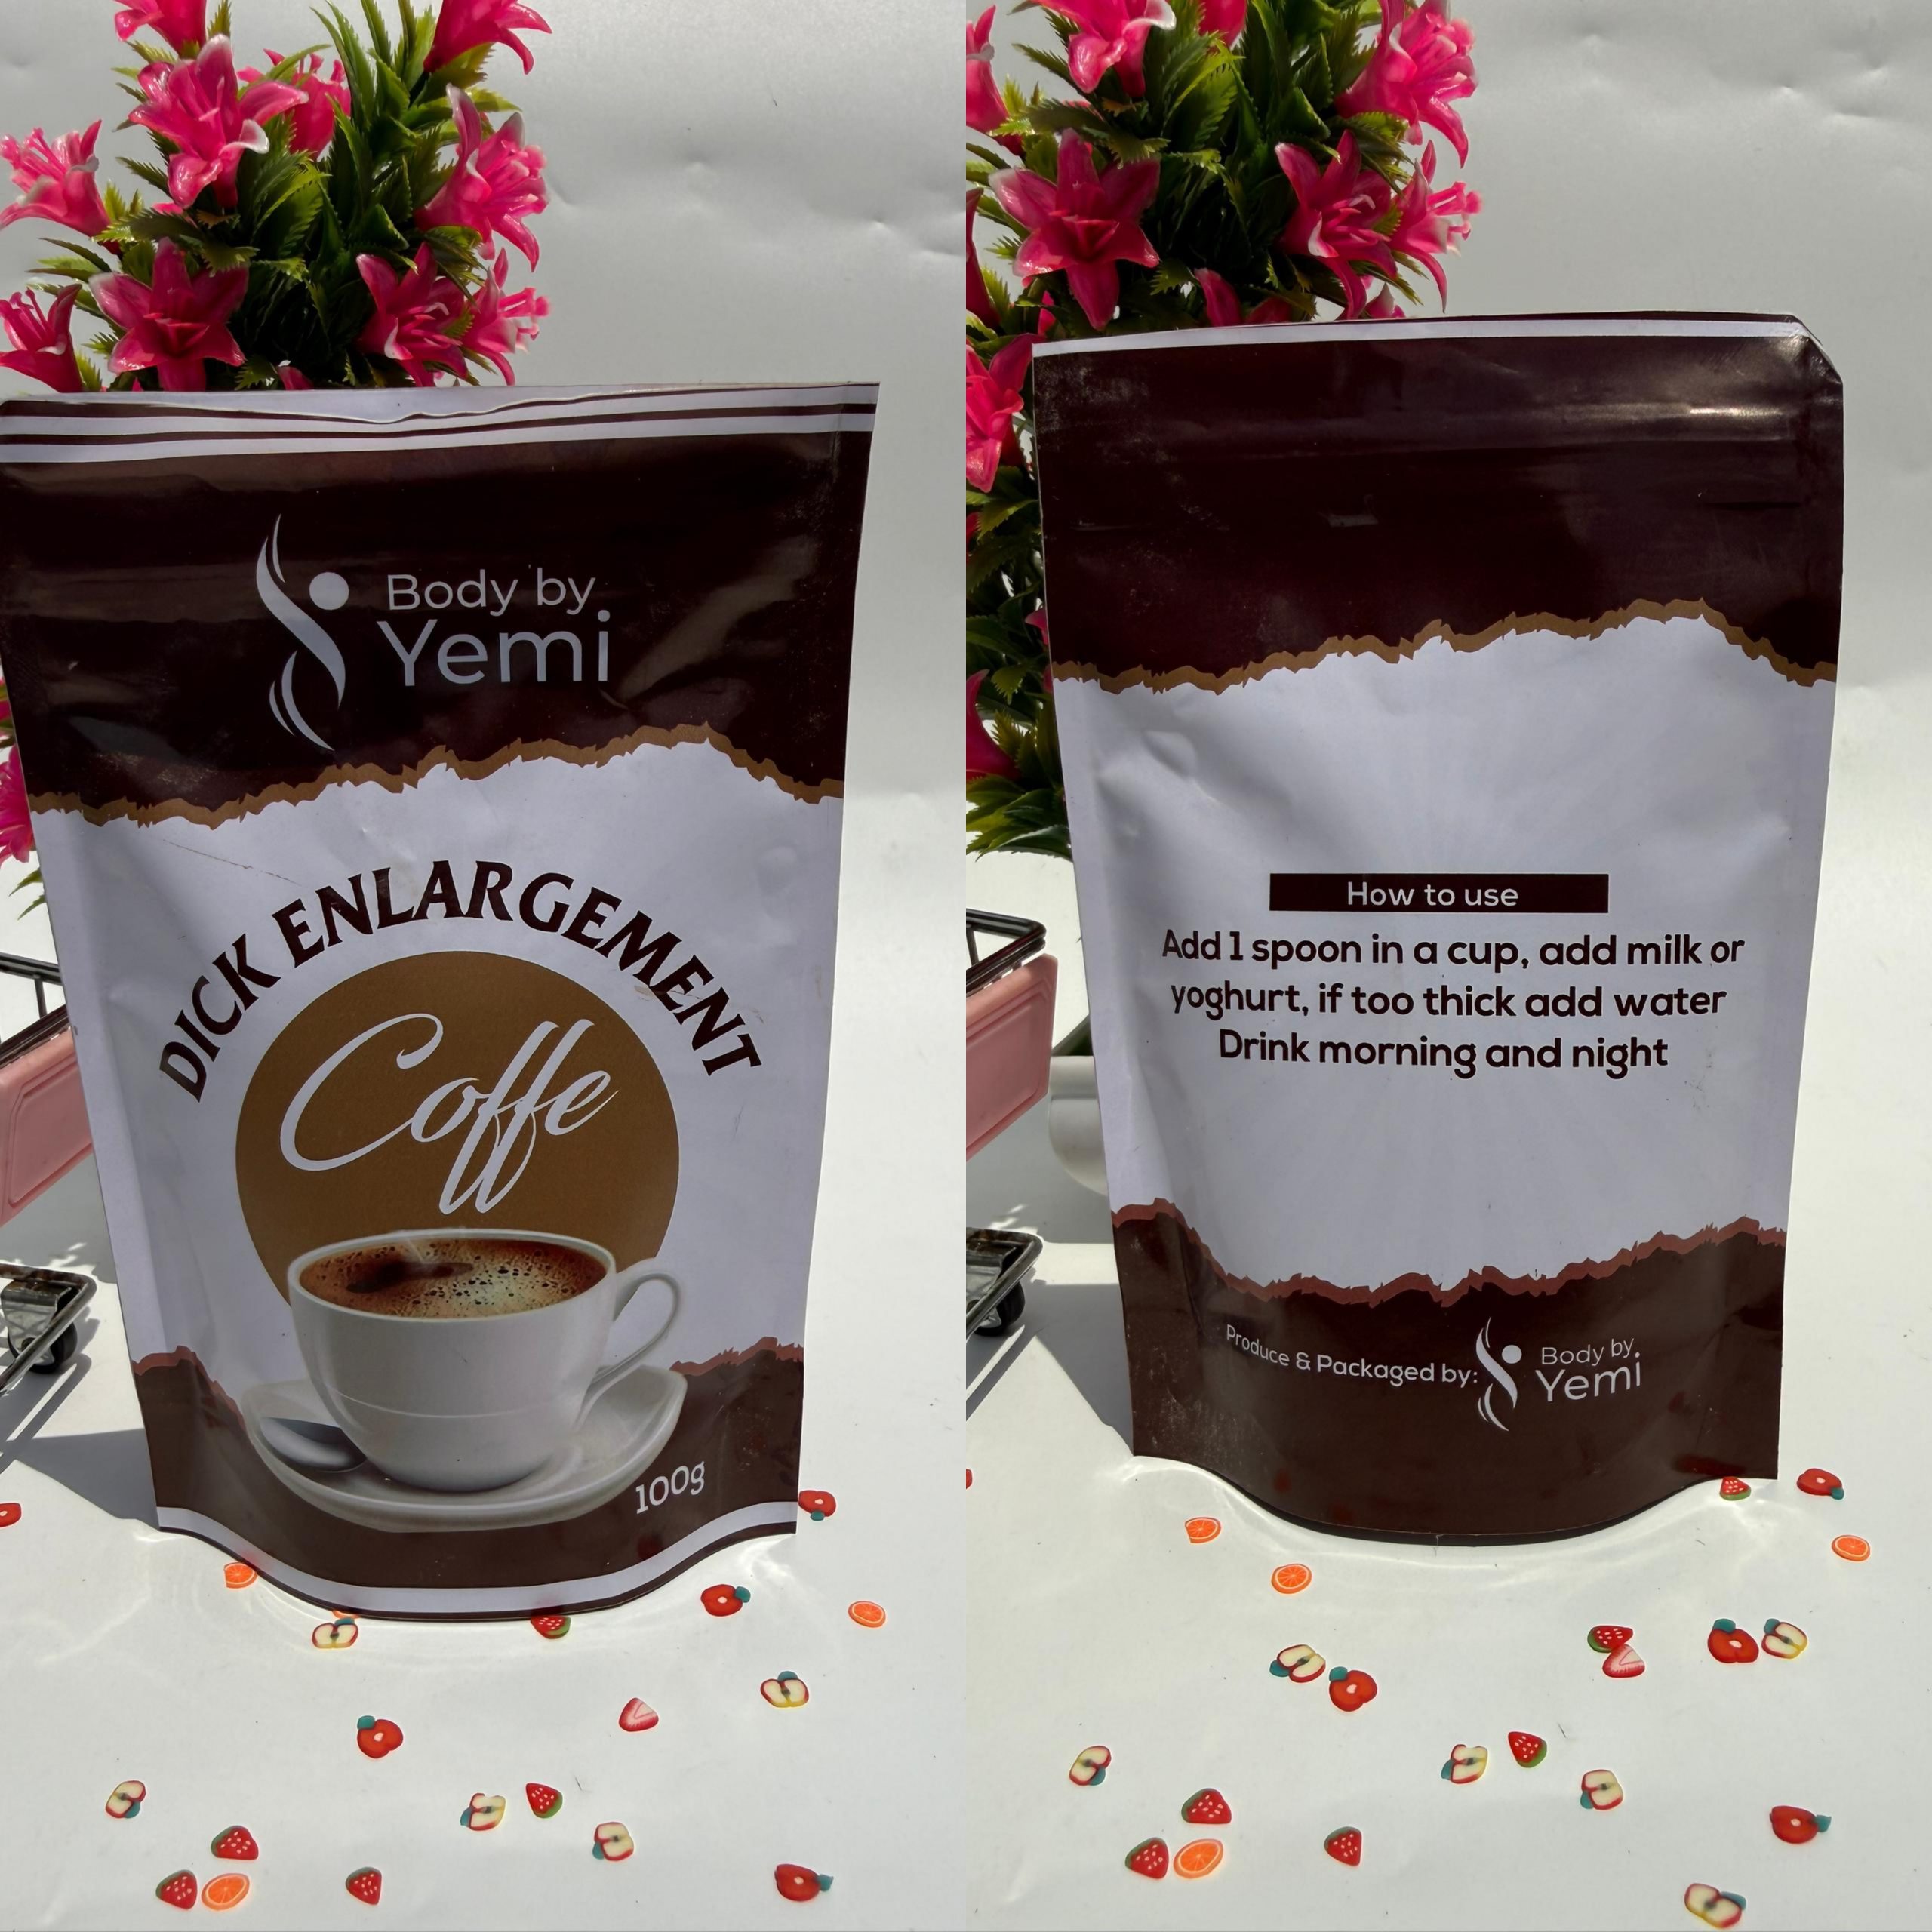 Body by
Yemi
DICK ENLARGEMENT
Coffe
100g
How to use
Add 1 spoon in a cup, add milk or
yoghurt, if too thick add water
Drink morning and night
Produce & Packaged by:
Body by
Yemi